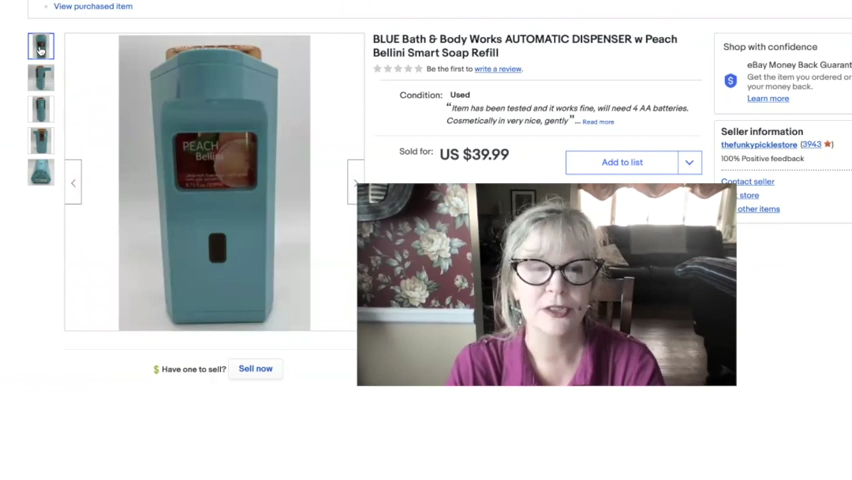 View purchased item
BLUE Bath & Body Works AUTOMATIC DISPENSER w Peach
Bellini Smart Soap Refill
Be the first to write a review.
Condition: Used
"Item has been tested and it works fine, will need 4 AA batteries.
Cosmetically in very nice, gently" ... Read more
Sold for: US $39.99
Add to list
Shop with confidence
eBay Money Back Guarant
Get the item you ordered or
your money back.
Learn more
Seller information
thefunkypicklestore (3943 )
100% Positive feedback
Contact seller
store
other items
PEACH
Bellini
$ Have one to sell? Sell now